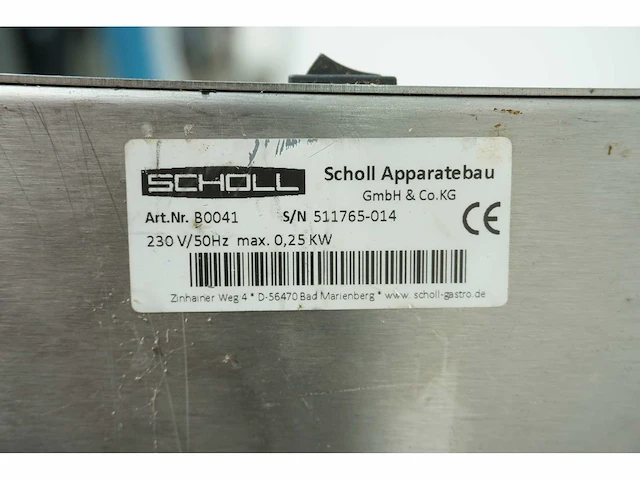 SCHOLL Scholl Apparatebau
GmbH & Co.KG
Art.Nr. B0041 S/N 511765-014
230 V/50Hz max. 0,25 KW CE
Zinhainer Weg 4 * D-56470 Bad Marienberg * www.scholl-gastro.de